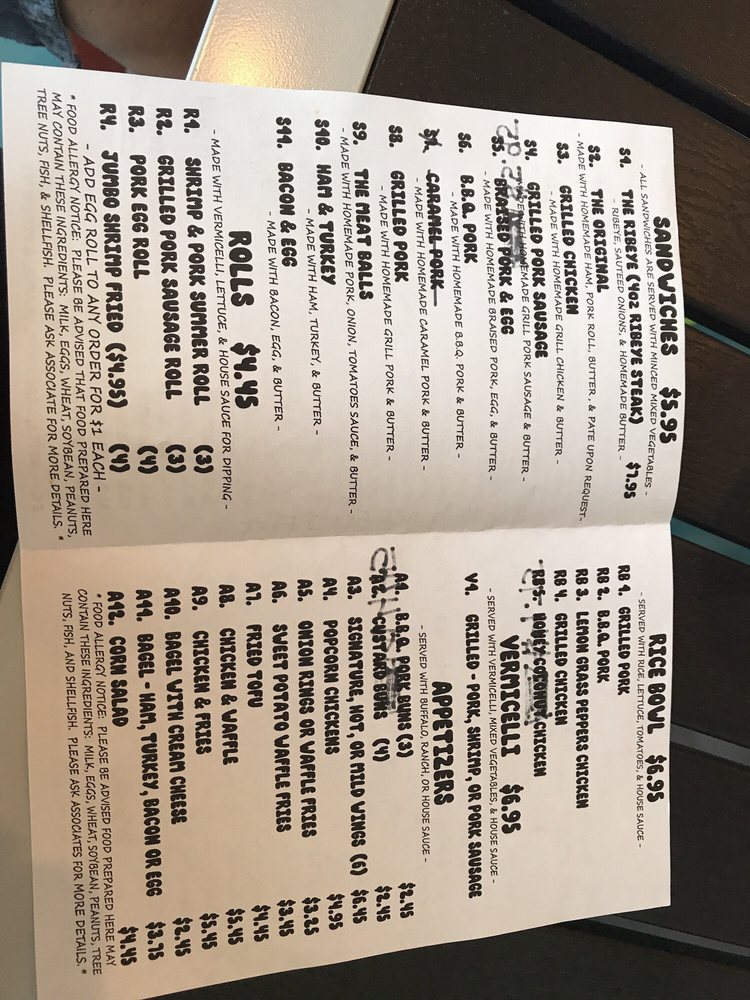 SANDWICHES $5.95
- ALL SANDWICHES ARE SERVED WITH MINCED MIXED VEGETABLES -
S1. THE RIBEYE (4OZ RIBEYE STEAK) $7.95
- RIBEYE, SAUTEED ONIONS, & HOMEMADE BUTTER -
S2. THE ORIGINAL
- MADE WITH HOMEMADE HAM, PORK ROLL, BUTTER, & PATE UPON REQUEST-
S3. GRILLED CHICKEN
- MADE WITH HOMEMADE GRILL CHICKEN & BUTTER -
S4. GRILLED PORK SAUSAGE
- MADE WITH HOMEMADE GRILL PORK SAUSAGE & BUTTER -
S5. BRAISED PORK & EGG
- MADE WITH HOMEMADE BRAISED PORK, EGG, & BUTTER -
S6. B.B.Q. PORK
- MADE WITH HOMEMADE B.B.Q. PORK & BUTTER -
S7. CARAMEL PORK
- MADE WITH HOMEMADE CARAMEL PORK & BUTTER -
S8. GRILLED PORK
- MADE WITH HOMEMADE GRILL PORK & BUTTER -
S9. THE MEAT BALLS
- MADE WITH HOMEMADE PORK, ONION, TOMATOES SAUCE, & BUTTER -
S10. HAM & TURKEY
- MADE WITH HAM, TURKEY, & BUTTER -
S11. BACON & EGG
- MADE WITH BACON, EGG, & BUTTER -
ROLLS $4.45
- MADE WITH VERMICELLI, LETTUCE, & HOUSE SAUCE FOR DIPPING -
R1. SHRIMP & PORK SUMMER ROLL (3)
R2. GRILLED PORK SAUSAGE ROLL (3)
R3. PORK EGG ROLL (4)
R4. JUMBO SHRIMP FRIED ($4.95) (4)
- ADD EGG ROLL TO ANY ORDER FOR $1 EACH -
* FOOD ALLERGY NOTICE: PLEASE BE ADVISED THAT FOOD PREPARED HERE
MAY CONTAIN THESE INGREDIENTS: MILK, EGGS, WHEAT, SOYBEAN, PEANUTS,
TREE NUTS, FISH, & SHELLFISH. PLEASE ASK ASSOCIATE FOR MORE DETAILS. *
RICE BOWL $6.95
- SERVED WITH RICE, LETTUCE, TOMATOES, & HOUSE SAUCE -
RB 1. GRILLED PORK
RB 2. B.B.Q. PORK
RB 3. LEMON GRASS PEPPERS CHICKEN
RB 4. GRILLED CHICKEN
RB 5. HONEY COCONUT CHICKEN
VERMICELLI $6.95
- SERVED WITH VERMICELLI, MIXED VEGETABLES, & HOUSE SAUCE -
V1. GRILLED - PORK, SHRIMP, OR PORK SAUSAGE
APPETIZERS
- SERVED WITH BUFFALO, RANCH, OR HOUSE SAUCE -
A1. B.B.Q. PORK BUNS (3) $2.45
A2. CUSTARD BUNS (4) $2.45
A3. SIGNATURE, HOT, OR MILD WINGS (6) $6.45
A4. POPCORN CHICKENS $4.95
A5. ONION RINGS OR WAFFLE FRIES $3.25
A6. SWEET POTATO WAFFLE FRIES $3.45
A7. FRIED TOFU $4.45
A8. CHICKEN & WAFFLE $5.45
A9. CHICKEN & FRIES $5.45
A10. BAGEL WITH CREAM CHEESE $2.45
A11. BAGEL - HAM, TURKEY, BACON OR EGG $3.75
A12. CORN SALAD $4.45
* FOOD ALLERGY NOTICE: PLEASE BE ADVISED FOOD PREPARED HERE MAY
CONTAIN THESE INGREDIENTS: MILK, EGGS, WHEAT, SOYBEAN, PEANUTS, TREE
NUTS, FISH, AND SHELLFISH. PLEASE ASK ASSOCIATES FOR MORE DETAILS. *